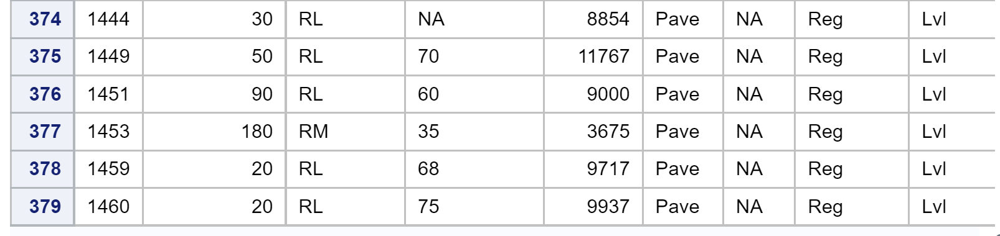 374 1444 30 RL NA 8854 Pave NA Reg Lvl
375 1449 50 RL 70 11767 Pave NA Reg Lvl
376 1451 90 RL 60 9000 Pave NA Reg Lvl
377 1453 180 RM 35 3675 Pave NA Reg Lvl
378 1459 20 RL 68 9717 Pave NA Reg Lvl
379 1460 20 RL 75 9937 Pave NA Reg Lvl